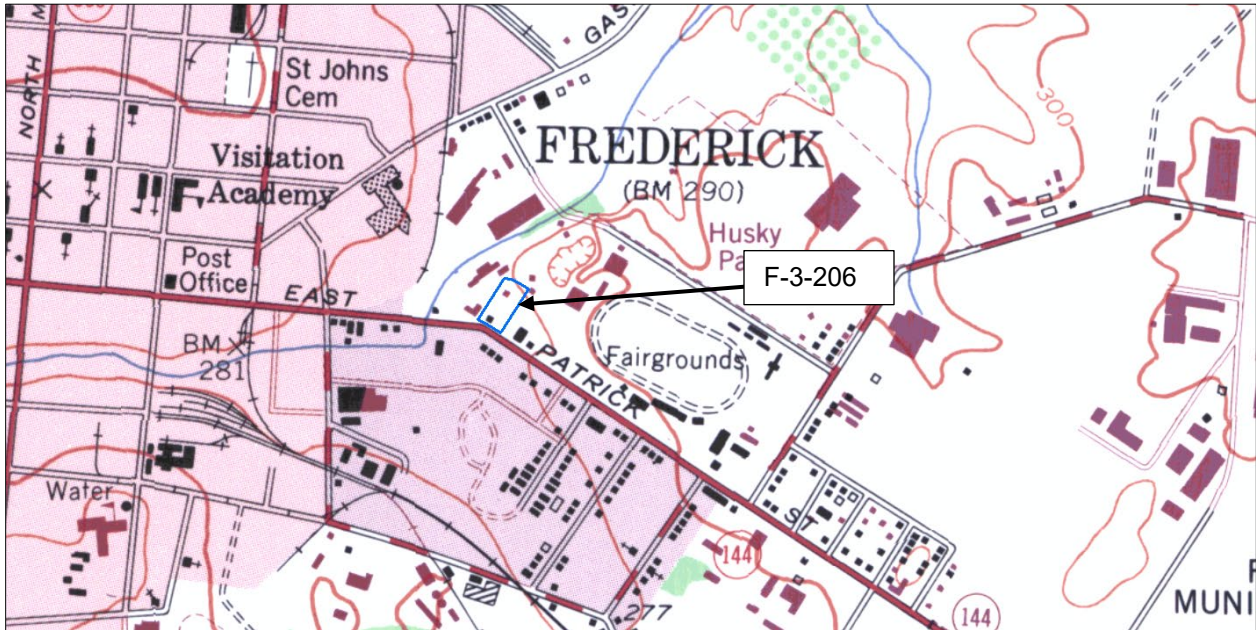 NORTH
St Johns
Cem
GAS
FREDERICK
(BM 290)
300
Visitation
Academy
Husky
F-3-206
Post
Office
EAST
BM
281
PATRICK
Fairgrounds
Water
ST
144
277
144
MUNI